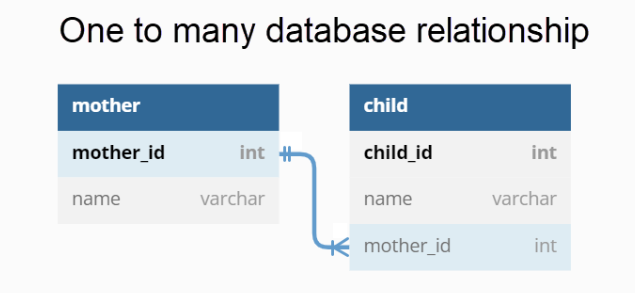 One to many database relationship
mother
mother_id int
name varchar
child
child_id int
name varchar
mother_id int